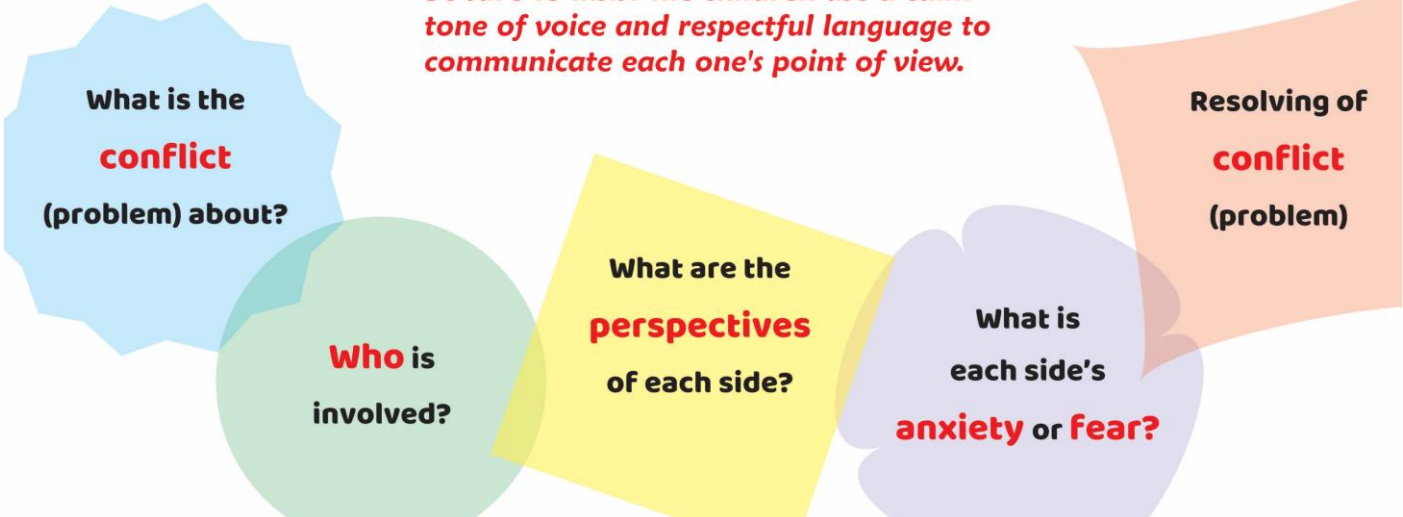 tone of voice and respectful language to
communicate each one's point of view.
What is the
conflict
(problem) about?
Who is
involved?
What are the
perspectives
of each side?
What is
each side's
anxiety or fear?
Resolving of
conflict
(problem)